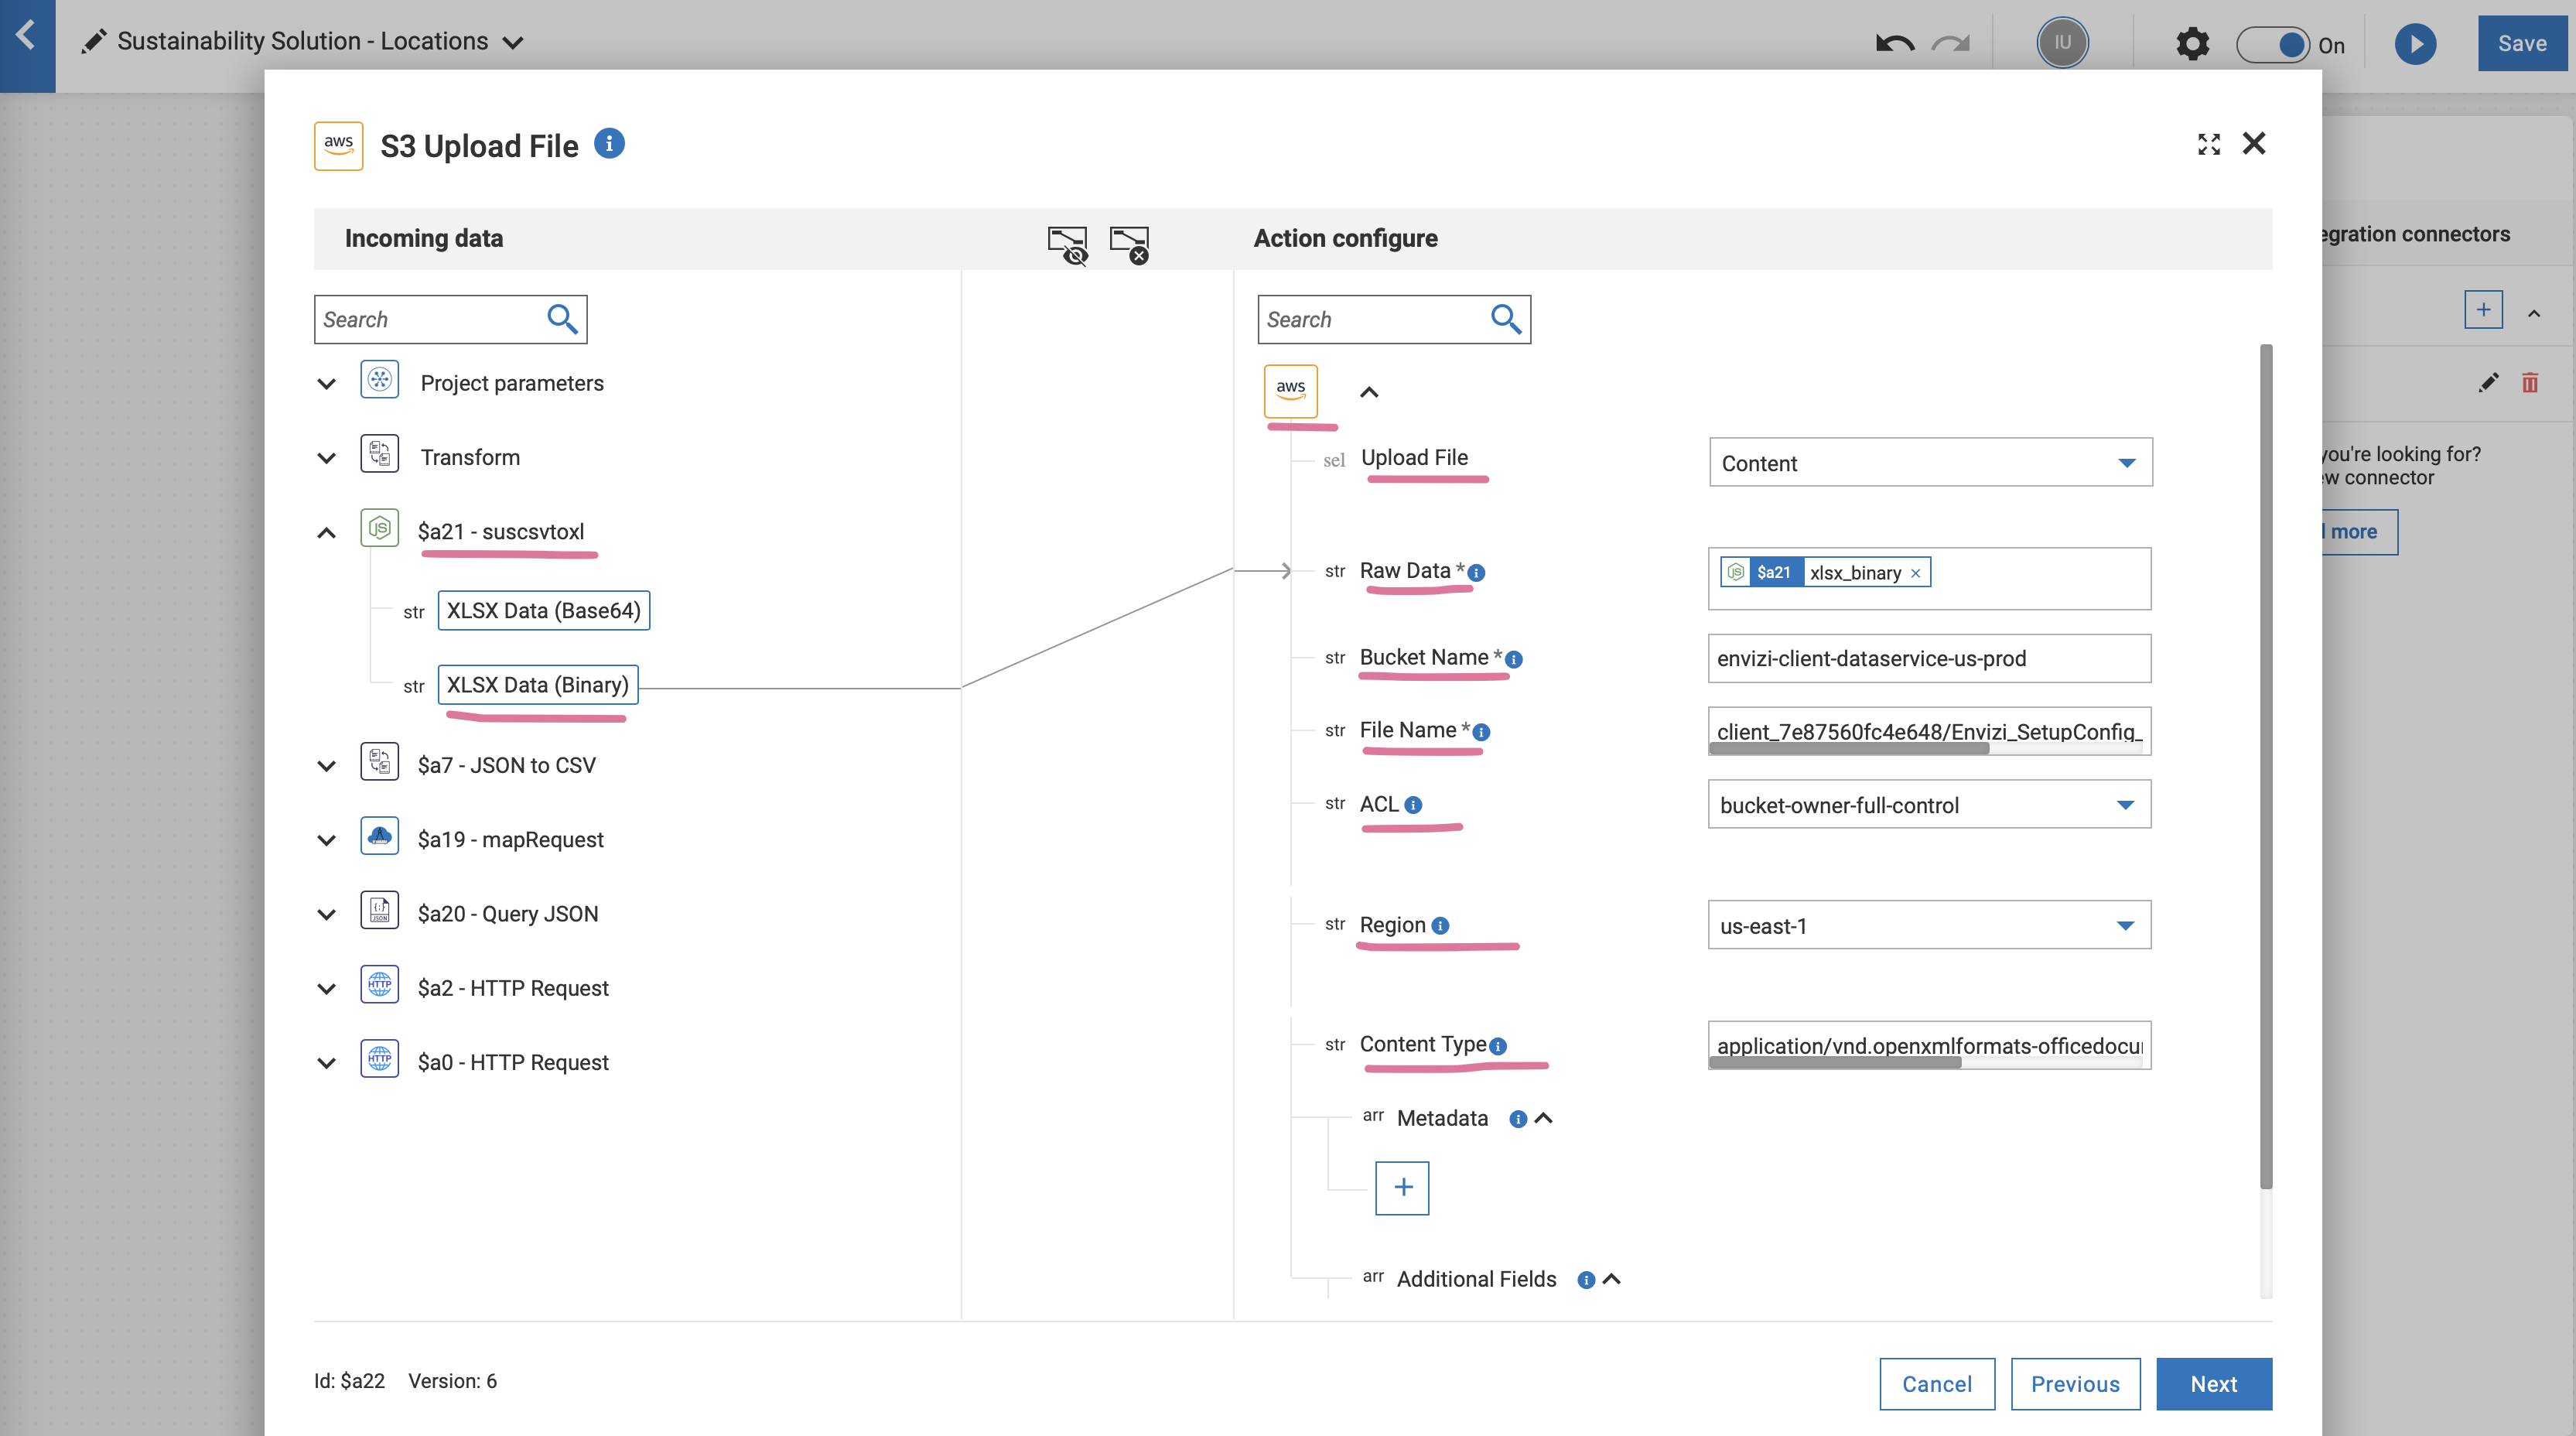 Sustainability Solution - Locations
IU
On
Save
aws
S3 Upload File
Incoming data
Action configure
egration connectors
Search
Search
Project parameters
aws
Transform
sel Upload File
Content
you're looking for?
w connector
$a21 - suscsvtoxl
more
str Raw Data *
$a21 xlsx_binary ×
str XLSX Data (Base64)
str Bucket Name *
envizi-client-dataservice-us-prod
str XLSX Data (Binary)
str File Name *
client_7e87560fc4e648/Envizi_SetupConfig_
$a7 - JSON to CSV
str ACL
bucket-owner-full-control
$a19 - mapRequest
$a20 - Query JSON
str Region
us-east-1
HTTP
$a2 - HTTP Request
HTTP
$a0 - HTTP Request
str Content Type
application/vnd.openxmlformats-officedocu
arr Metadata
+
arr Additional Fields
Id: $a22 Version: 6
Cancel
Previous
Next